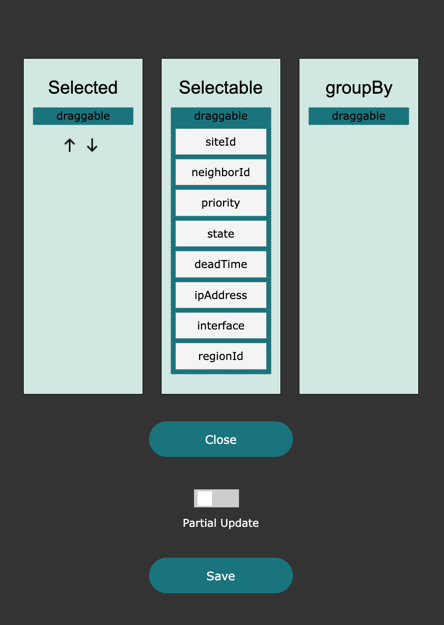 Selected
draggable
↑ ↓
Selectable
draggable
siteId
neighborId
priority
state
deadTime
ipAddress
interface
regionId
groupBy
draggable
Close
Partial Update
Save